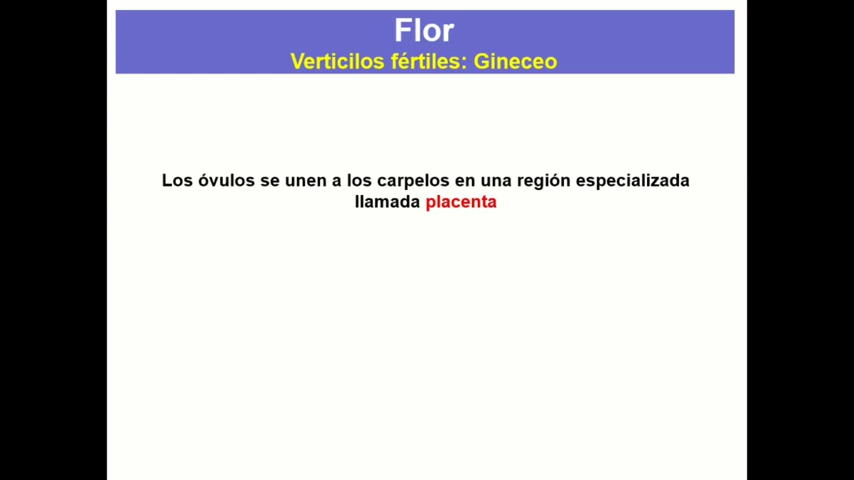 Flor
Verticilos fértiles: Gineceo
Los óvulos se unen a los carpelos en una región especializada
llamada placenta